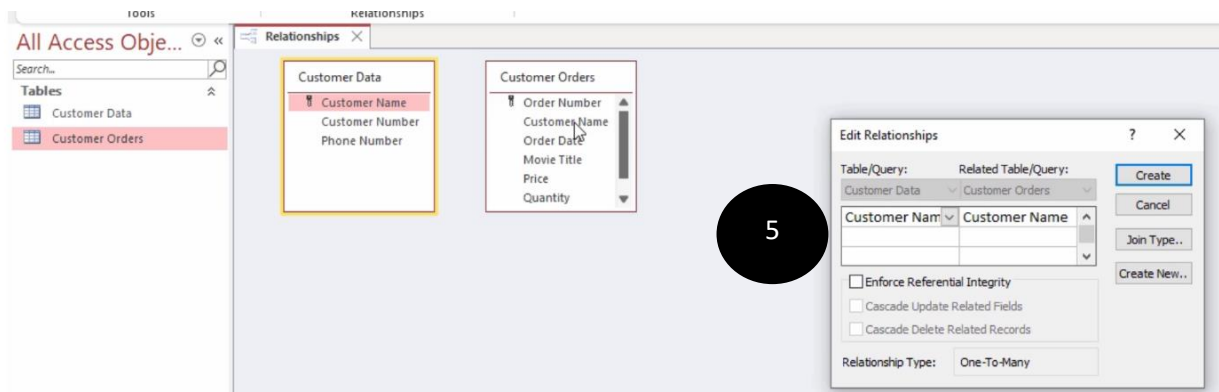 Tools Relationships
All Access Obje... «
Search...
Tables
Customer Data
Customer Orders
Relationships
Customer Data
Customer Name
Customer Number
Phone Number
Customer Orders
Order Number
Customer Name
Order Date
Movie Title
Price
Quantity
5
Edit Relationships ? X
Table/Query: Related Table/Query:
Customer Data Customer Orders
Customer Nam Customer Name
Enforce Referential Integrity
Cascade Update Related Fields
Cascade Delete Related Records
Relationship Type: One-To-Many
Create
Cancel
Join Type..
Create New..